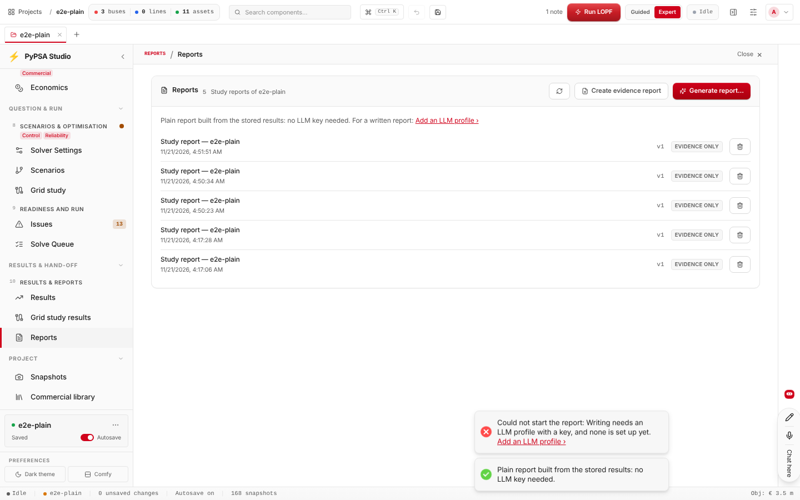 Projects / e2e-plain
3 buses 0 lines 11 assets
Search components...
Ctrl K
1 note
Run LOPF
Guided Expert
Idle
A
e2e-plain
PyPSA Studio
REPORTS / Reports
Close
Commercial
Economics
QUESTION & RUN
SCENARIOS & OPTIMISATION
Control Reliability
Solver Settings
Scenarios
Grid study
READINESS AND RUN
Issues 13
Solve Queue
RESULTS & HAND-OFF
RESULTS & REPORTS
Results
Grid study results
Reports
PROJECT
Snapshots
Commercial library
e2e-plain
Saved Autosave
PREFERENCES
Dark theme Comfy
Reports 5 Study reports of e2e-plain
Create evidence report
Generate report...
Plain report built from the stored results: no LLM key needed. For a written report: Add an LLM profile ›
Study report — e2e-plain
11/21/2026, 4:51:51 AM
v1 EVIDENCE ONLY
Study report — e2e-plain
11/21/2026, 4:50:34 AM
v1 EVIDENCE ONLY
Study report — e2e-plain
11/21/2026, 4:50:23 AM
v1 EVIDENCE ONLY
Study report — e2e-plain
11/21/2026, 4:17:28 AM
v1 EVIDENCE ONLY
Study report — e2e-plain
11/21/2026, 4:17:06 AM
v1 EVIDENCE ONLY
Could not start the report: Writing needs an
LLM profile with a key, and none is set up yet.
Add an LLM profile ›
Plain report built from the stored results: no
LLM key needed.
Chat here
Idle e2e-plain 0 unsaved changes Autosave on 168 snapshots
Obj: € 3.5 M